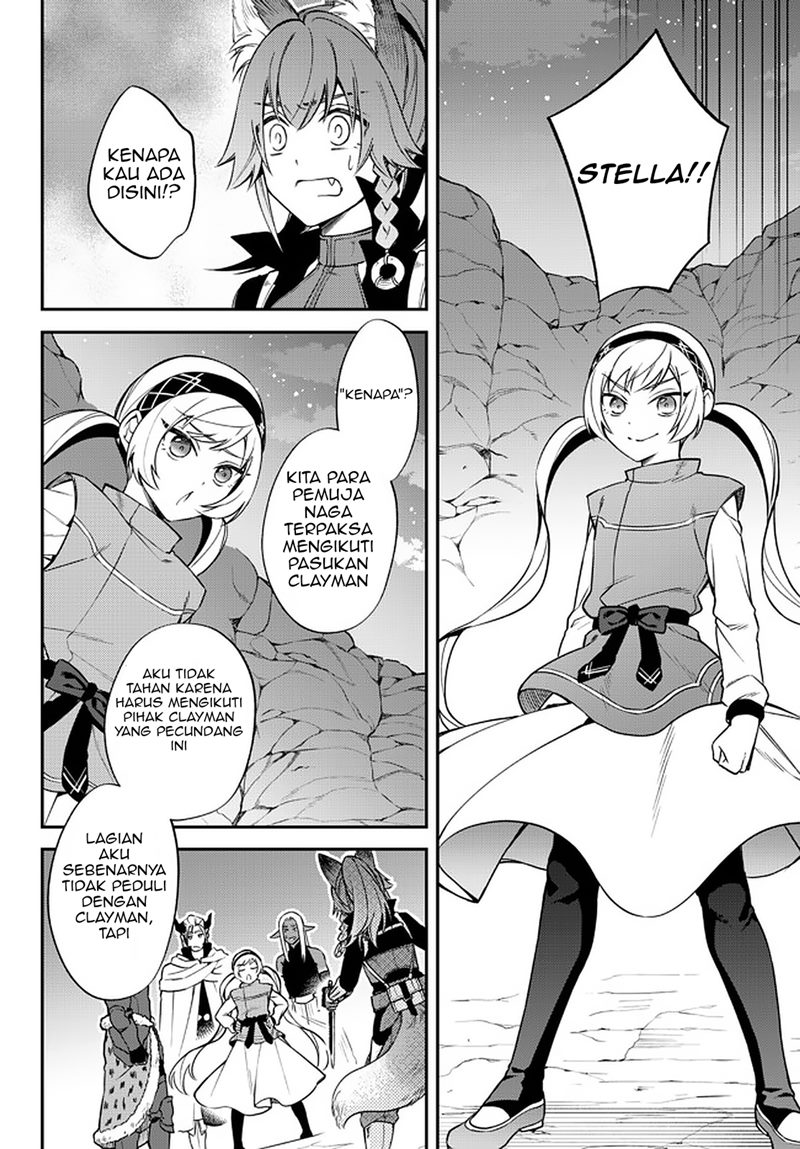 STELLA!!
KENAPA
KAU ADA
DISINI!?
"KENAPA"?
KITA PARA
PEMUJA
NAGA
TERPAKSA
MENGIKUTI
PASUKAN
CLAYMAN
AKU TIDAK
TAHAN KARENA
HARUS MENGIKUTI
PIHAK CLAYMAN
YANG PECUNDANG
INI
LAGIAN
AKU
SEBENARNYA
TIDAK PEDULI
DENGAN
CLAYMAN,
TAPI